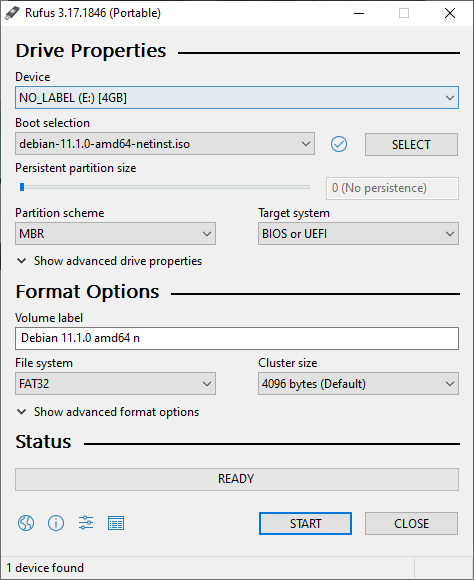 Rufus 3.17.1846 (Portable)
Drive Properties
Device
NO_LABEL (E:) [4GB]
Boot selection
debian-11.1.0-amd64-netinst.iso
SELECT
Persistent partition size
0 (No persistence)
Partition scheme
Target system
MBR
BIOS or UEFI
Show advanced drive properties
Format Options
Volume label
Debian 11.1.0 amd64 n
File system
Cluster size
FAT32
4096 bytes (Default)
Show advanced format options
Status
READY
START
CLOSE
1 device found